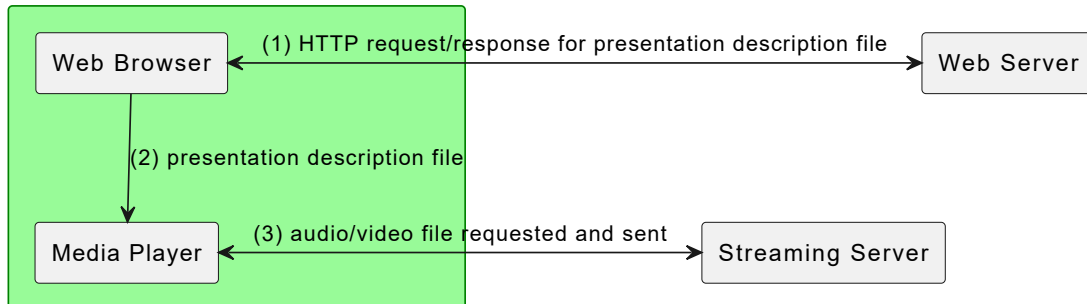 (1) HTTP request/response for presentation description file
Web Browser
Web Server
(2) presentation description file
(3) audio/video file requested and sent
Media Player
Streaming Server